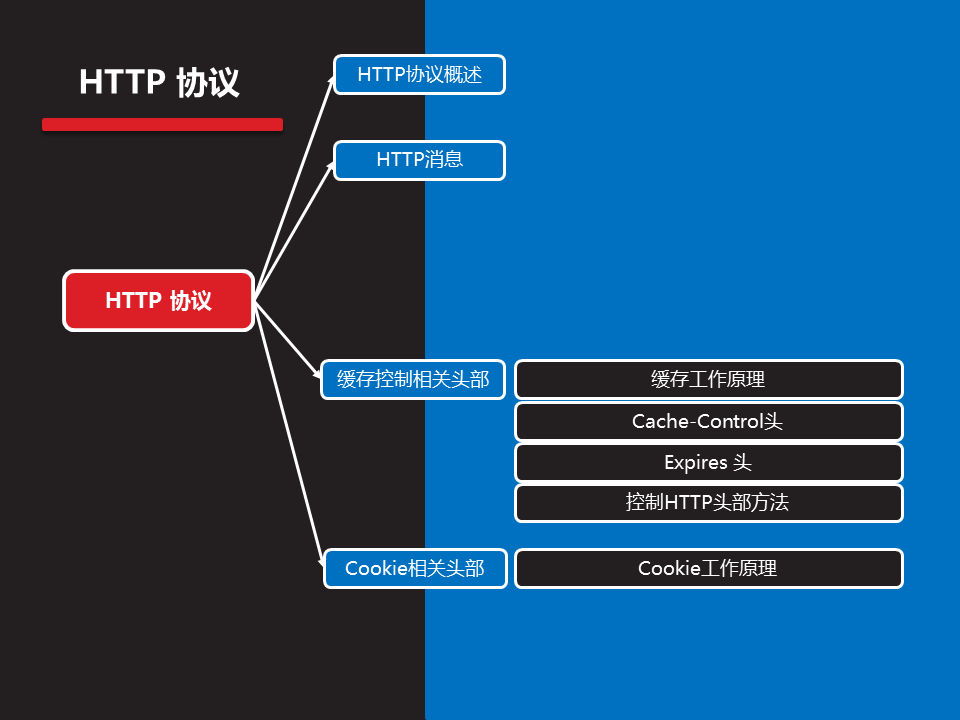 HTTP 协议
HTTP协议概述
HTTP消息
HTTP 协议
缓存控制相关头部
缓存工作原理
Cache-Control头
Expires 头
控制HTTP头部方法
Cookie相关头部
Cookie工作原理